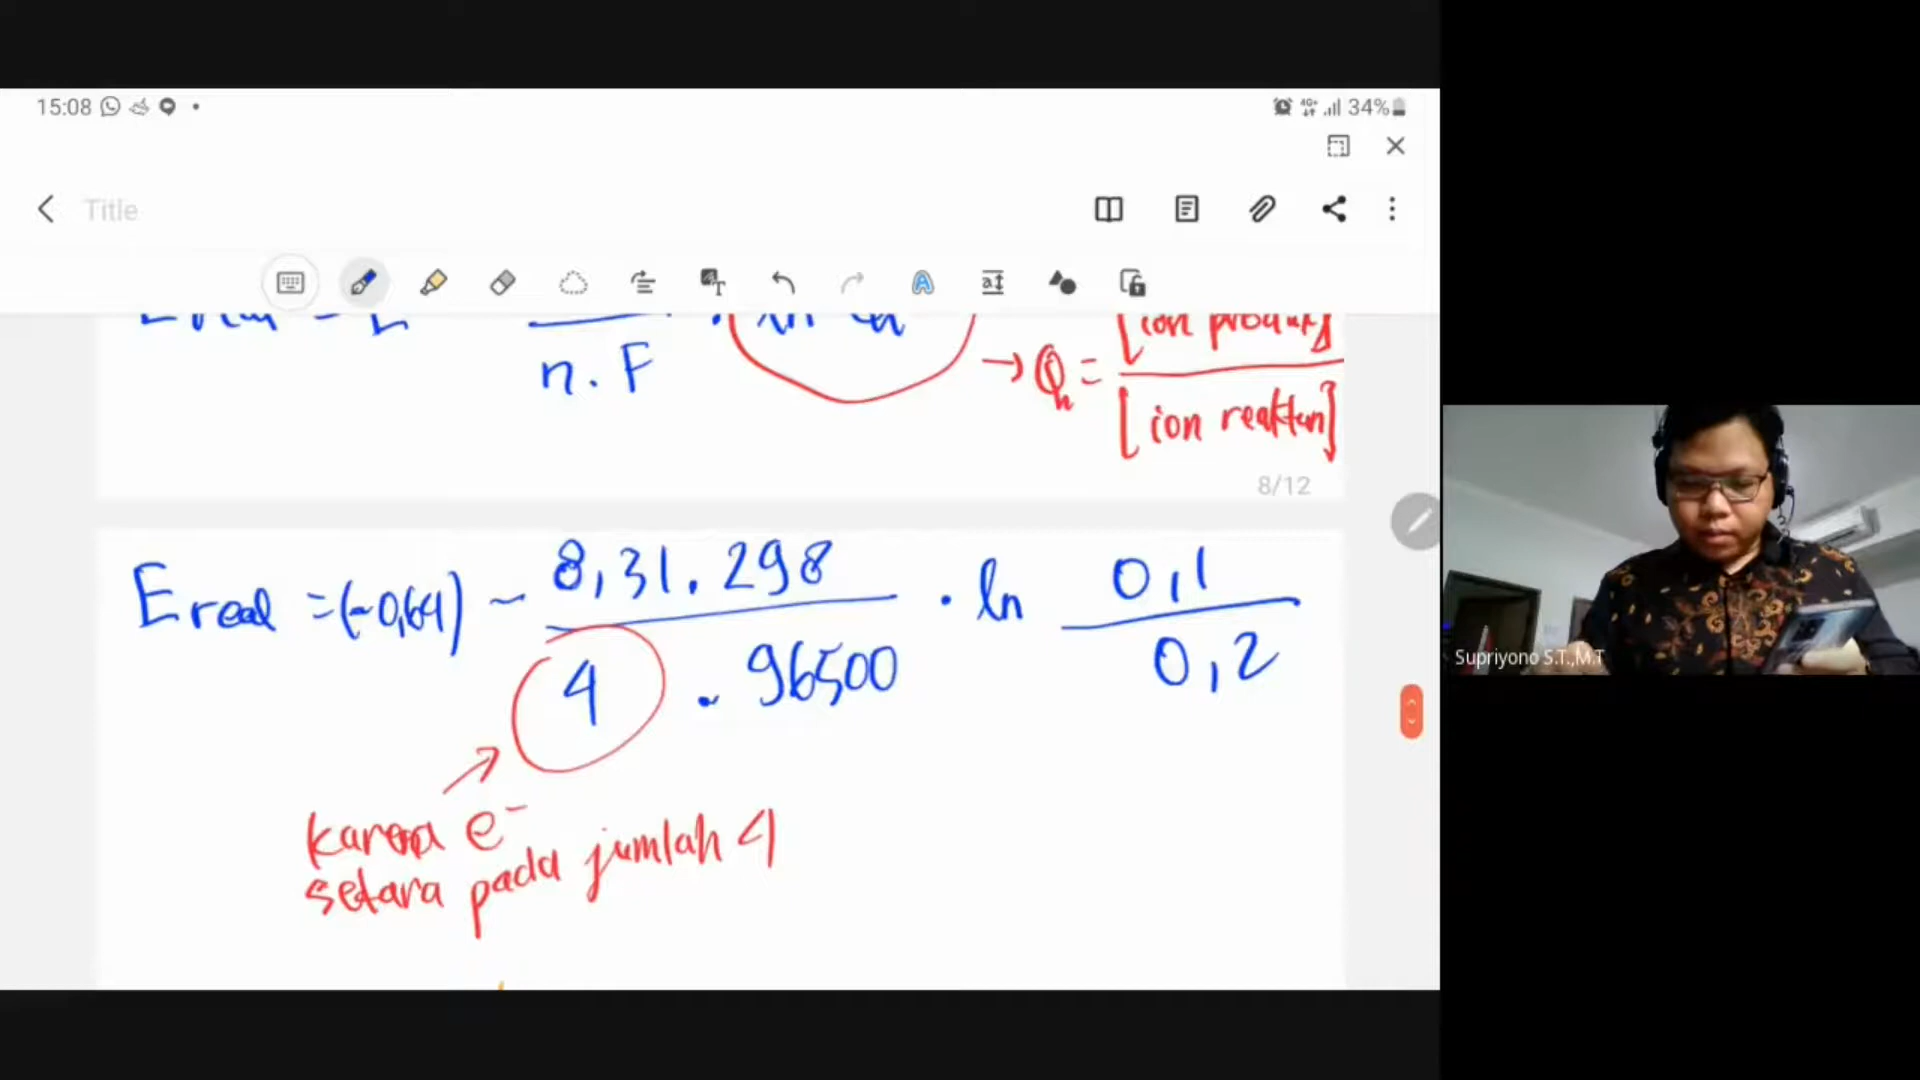 15:08
34%
Title
n . F
→ Q = [ion produk] / [ion reaktan]
8/12
E real = (-0,64) - 8,31 . 298 / 4 . 96500 . ln 0,1 / 0,2
karena e⁻
setara pada jumlah 4
Supriyono S.T.,M.T